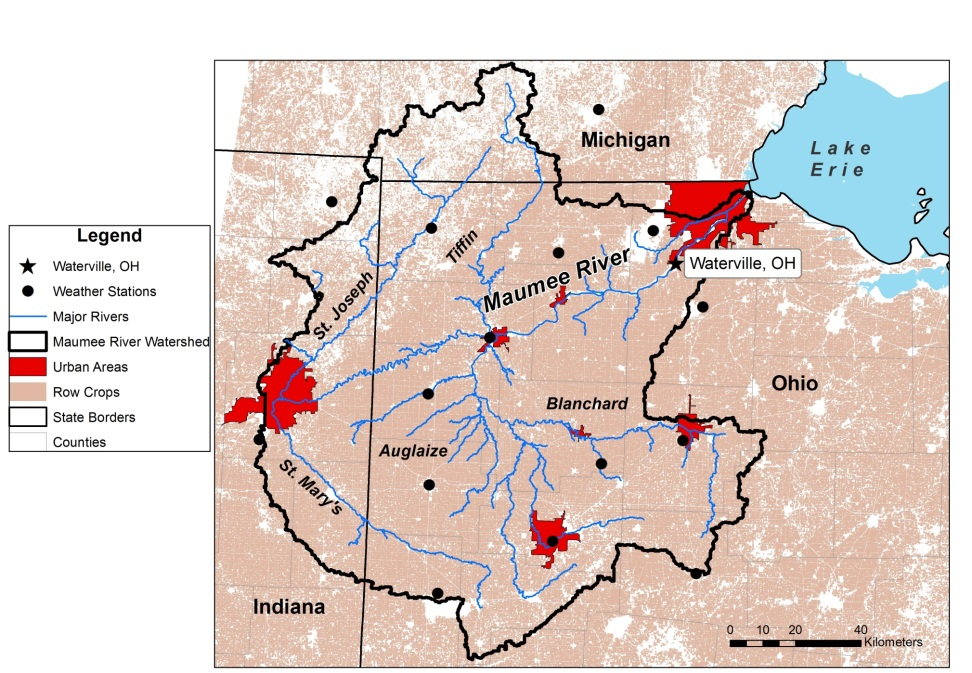 Legend
Waterville, OH
Weather Stations
Major Rivers
Maumee River Watershed
Urban Areas
Row Crops
State Borders
Counties
Michigan
Lake
Erie
Tiffin
Maumee River
Waterville, OH
St. Joseph
Ohio
Blanchard
Auglaize
St. Mary's
Indiana
0 10 20 40
Kilometers